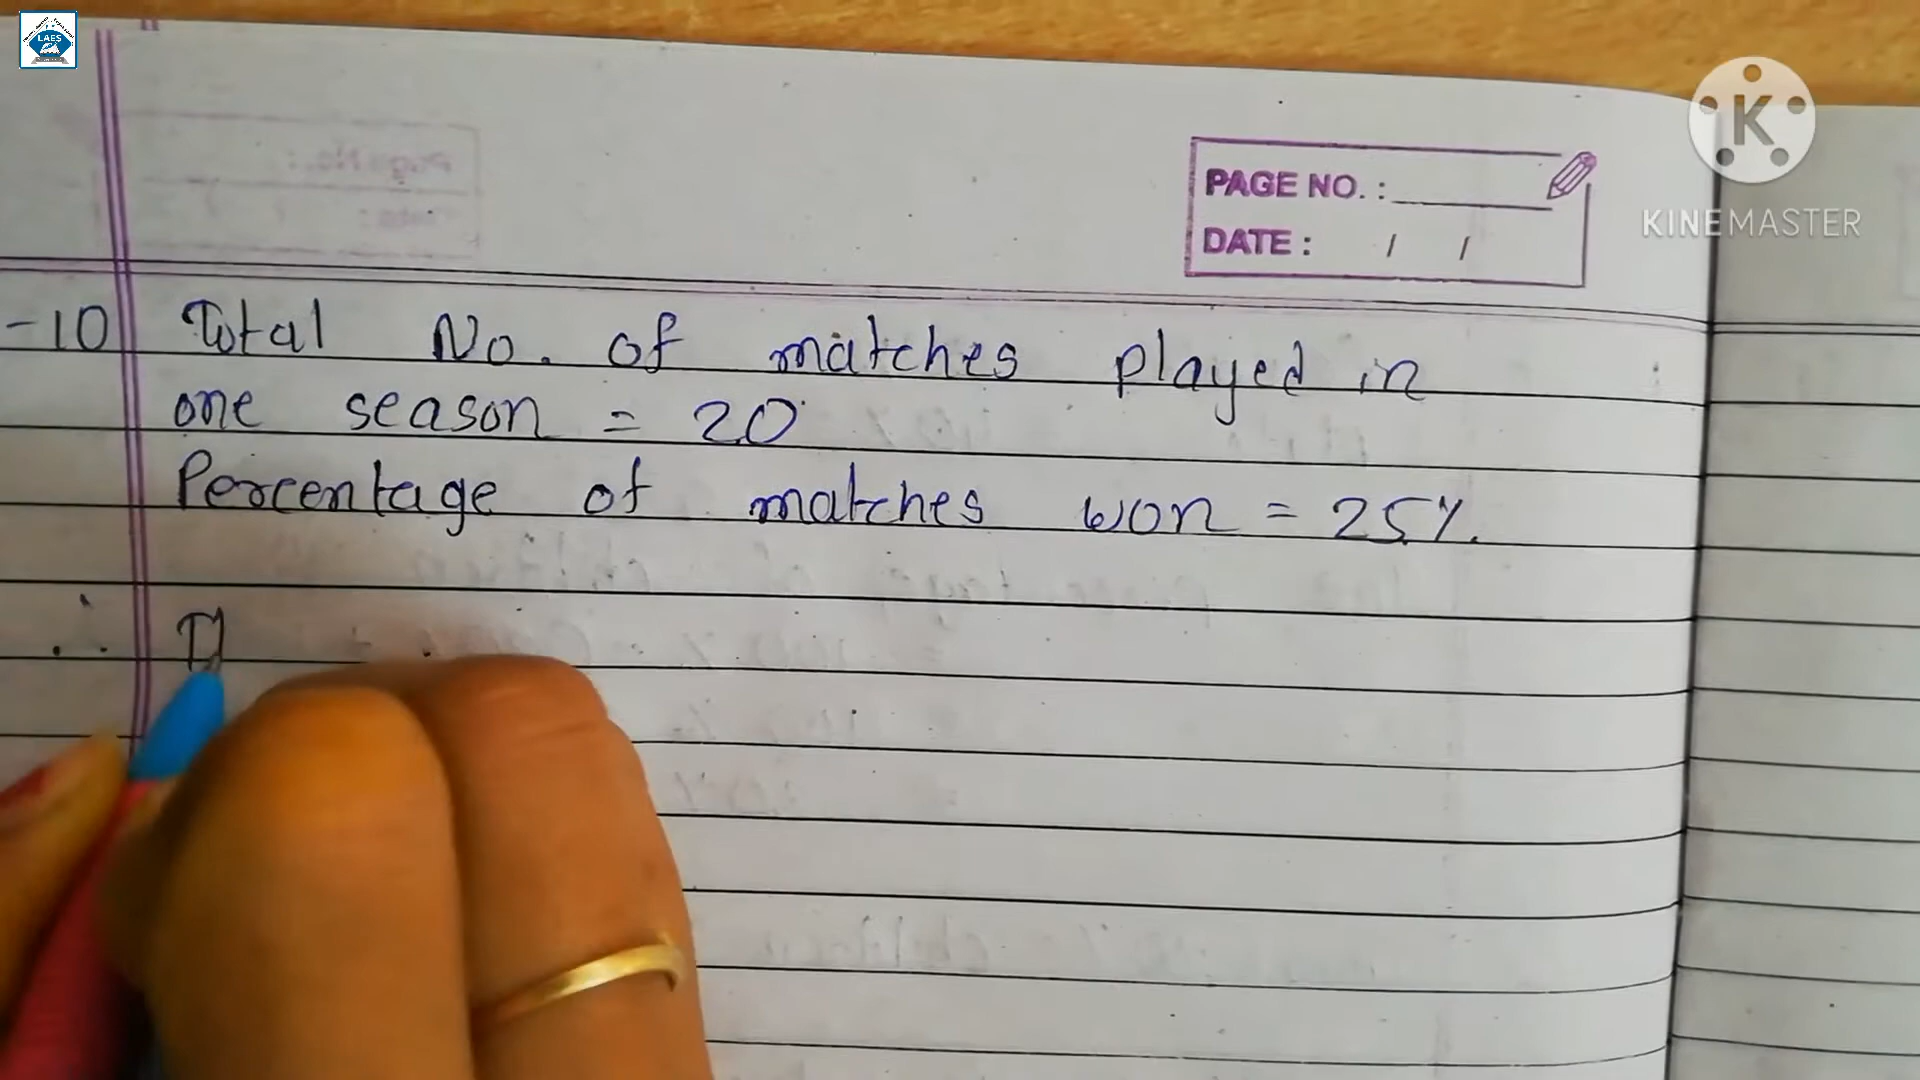 LAES
K
KINEMASTER
PAGE NO. :
DATE : / /
-10 Total No. of matches played in
one season = 20
Percentage of matches won = 25%.
∴ T